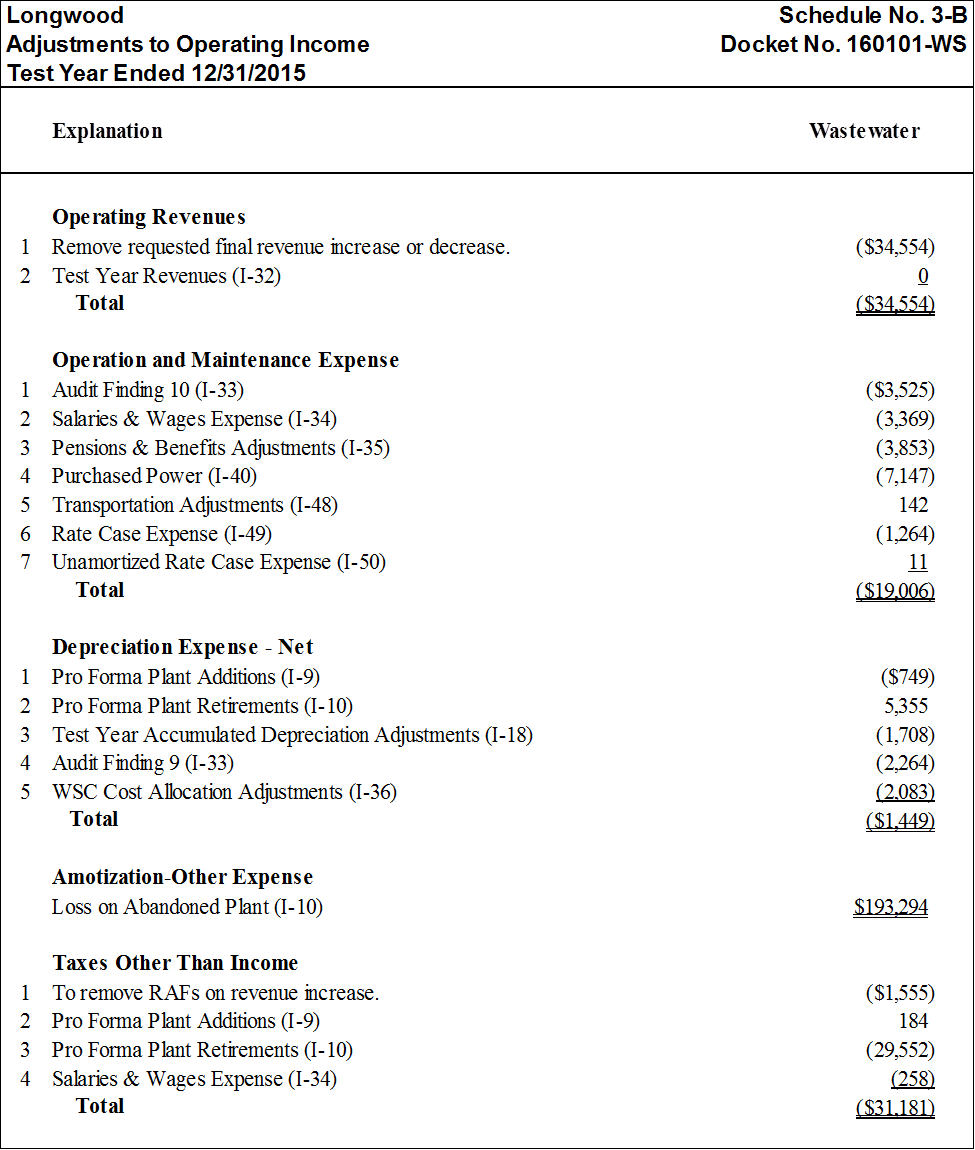 Longwood Schedule No. 3-B
Adjustments to Operating Income Docket No. 160101-WS
Test Year Ended 12/31/2015
Explanation Wastewater
Operating Revenues
1 Remove requested final revenue increase or decrease. ($34,554)
2 Test Year Revenues (I-32) 0
Total ($34,554)
Operation and Maintenance Expense
1 Audit Finding 10 (I-33) ($3,525)
2 Salaries & Wages Expense (I-34) (3,369)
3 Pensions & Benefits Adjustments (I-35) (3,853)
4 Purchased Power (I-40) (7,147)
5 Transportation Adjustments (I-48) 142
6 Rate Case Expense (I-49) (1,264)
7 Unamortized Rate Case Expense (I-50) 11
Total ($19,006)
Depreciation Expense - Net
1 Pro Forma Plant Additions (I-9) ($749)
2 Pro Forma Plant Retirements (I-10) 5,355
3 Test Year Accumulated Depreciation Adjustments (I-18) (1,708)
4 Audit Finding 9 (I-33) (2,264)
5 WSC Cost Allocation Adjustments (I-36) (2,083)
Total ($1,449)
Amotization-Other Expense
Loss on Abandoned Plant (I-10) $193,294
Taxes Other Than Income
1 To remove RAFs on revenue increase. ($1,555)
2 Pro Forma Plant Additions (I-9) 184
3 Pro Forma Plant Retirements (I-10) (29,552)
4 Salaries & Wages Expense (I-34) (258)
Total ($31,181)